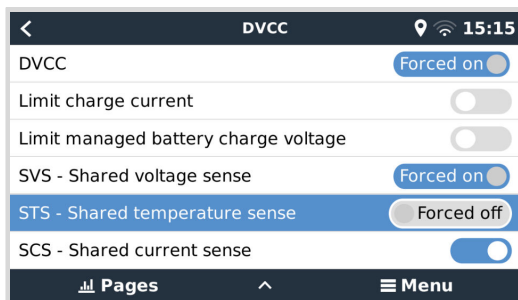 DVCC 15:15
DVCC Forced on
Limit charge current
Limit managed battery charge voltage
SVS - Shared voltage sense Forced on
STS - Shared temperature sense Forced off
SCS - Shared current sense
Pages Menu